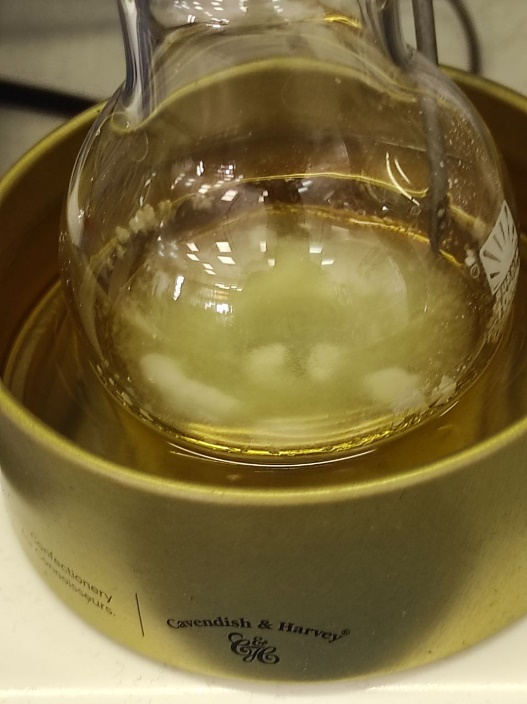 Confectionery
Connoisseurs.
Cavendish & Harvey®
C&H